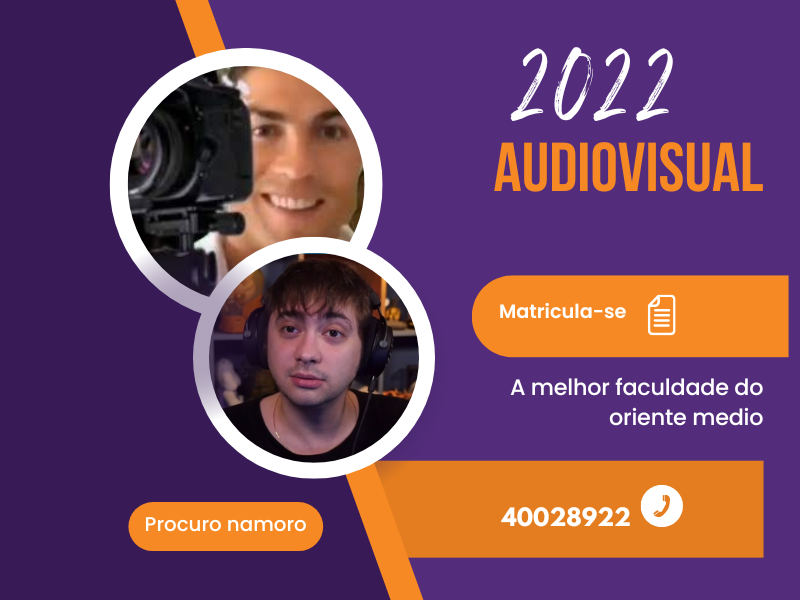 2022
AUDIOVISUAL
Matricula-se
A melhor faculdade do
oriente medio
40028922
Procuro namoro